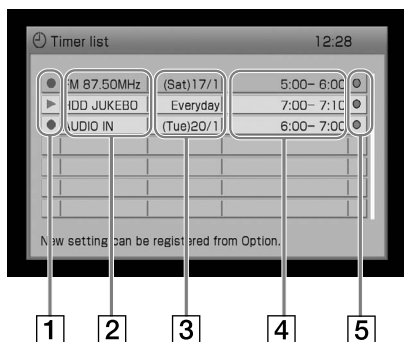 Timer list 12:28
FM 87.50MHz (Sat)17/1 5:00– 6:00
HDD JUKEBO Everyday 7:00– 7:10
AUDIO IN (Tue)20/1 6:00– 7:00
New setting can be registered from Option.
1 2 3 4 5